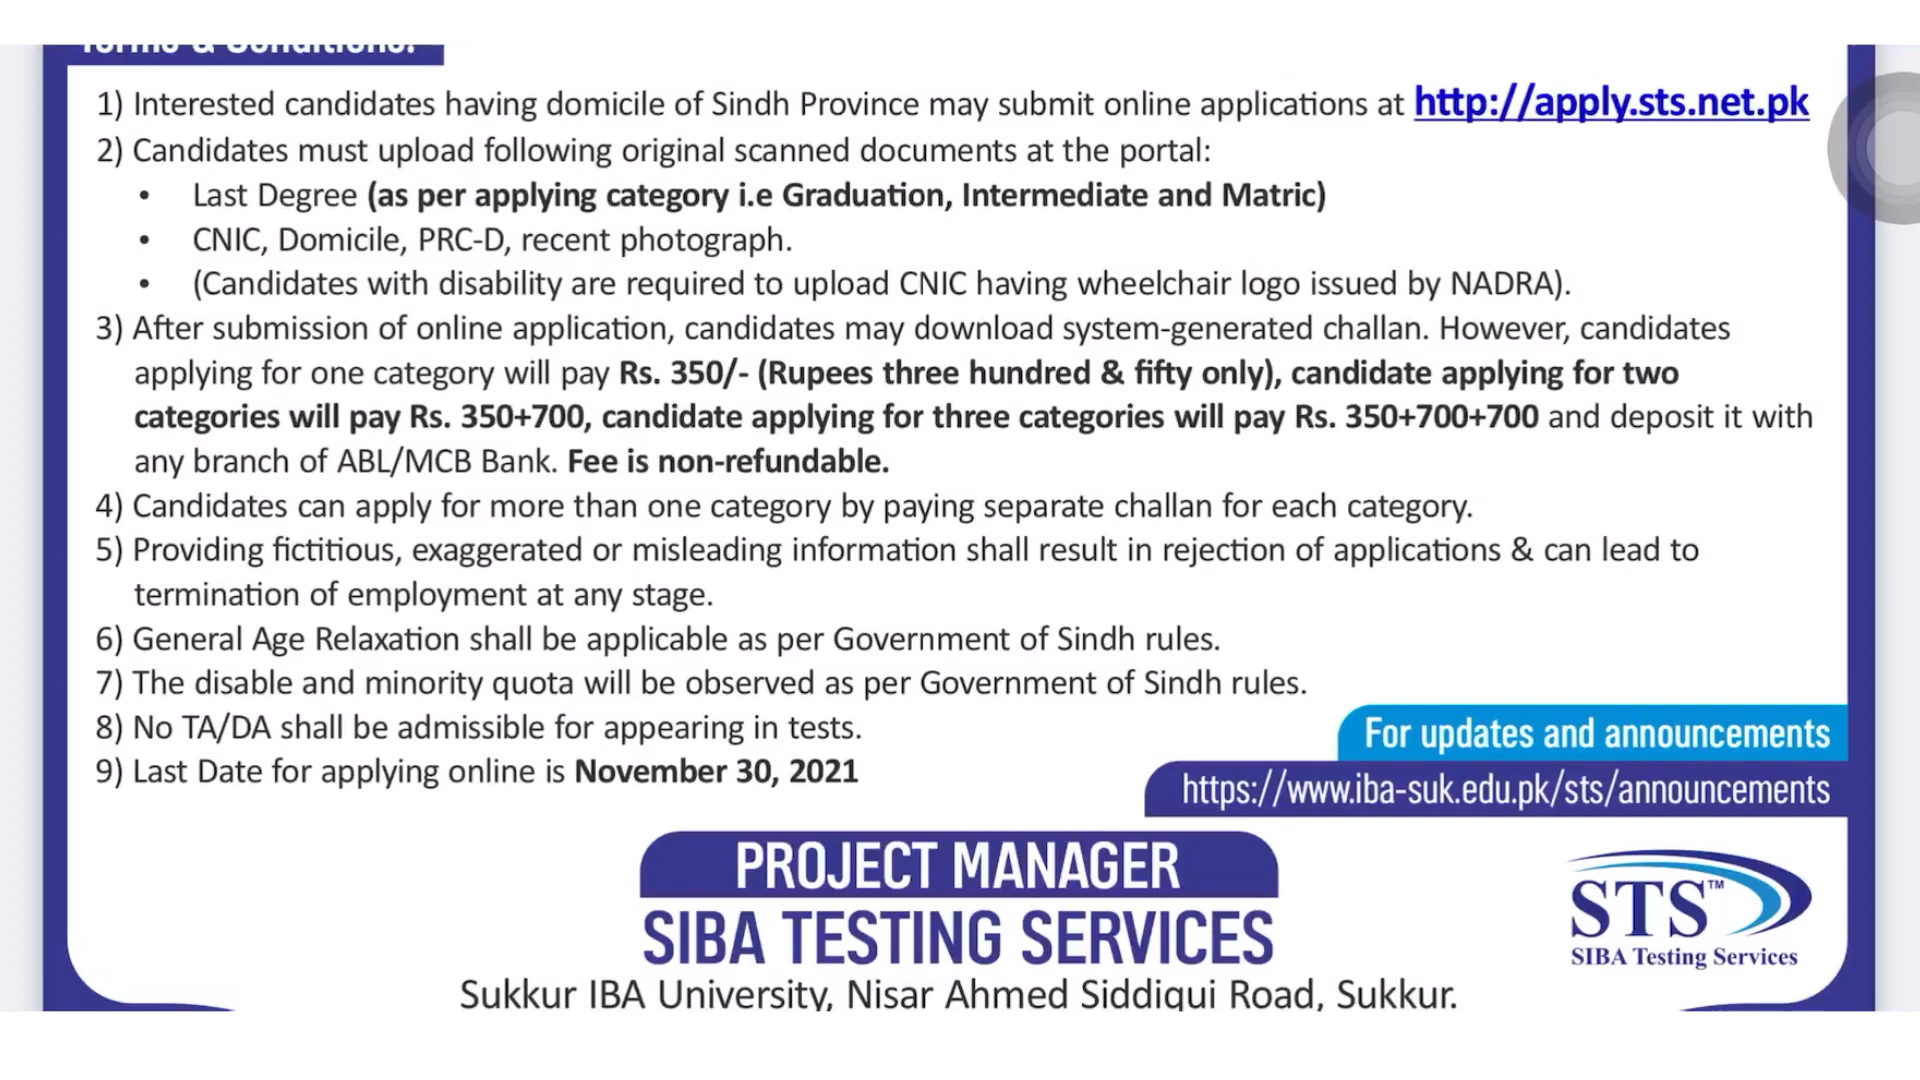 Terms & Conditions:
1) Interested candidates having domicile of Sindh Province may submit online applications at http://apply.sts.net.pk
2) Candidates must upload following original scanned documents at the portal:
• Last Degree (as per applying category i.e Graduation, Intermediate and Matric)
• CNIC, Domicile, PRC-D, recent photograph.
• (Candidates with disability are required to upload CNIC having wheelchair logo issued by NADRA).
3) After submission of online application, candidates may download system-generated challan. However, candidates
applying for one category will pay Rs. 350/- (Rupees three hundred & fifty only), candidate applying for two
categories will pay Rs. 350+700, candidate applying for three categories will pay Rs. 350+700+700 and deposit it with
any branch of ABL/MCB Bank. Fee is non-refundable.
4) Candidates can apply for more than one category by paying separate challan for each category.
5) Providing fictitious, exaggerated or misleading information shall result in rejection of applications & can lead to
termination of employment at any stage.
6) General Age Relaxation shall be applicable as per Government of Sindh rules.
7) The disable and minority quota will be observed as per Government of Sindh rules.
8) No TA/DA shall be admissible for appearing in tests.
9) Last Date for applying online is November 30, 2021
For updates and announcements
https://www.iba-suk.edu.pk/sts/announcements
PROJECT MANAGER
SIBA TESTING SERVICES
Sukkur IBA University, Nisar Ahmed Siddiqui Road, Sukkur.
STS™
SIBA Testing Services